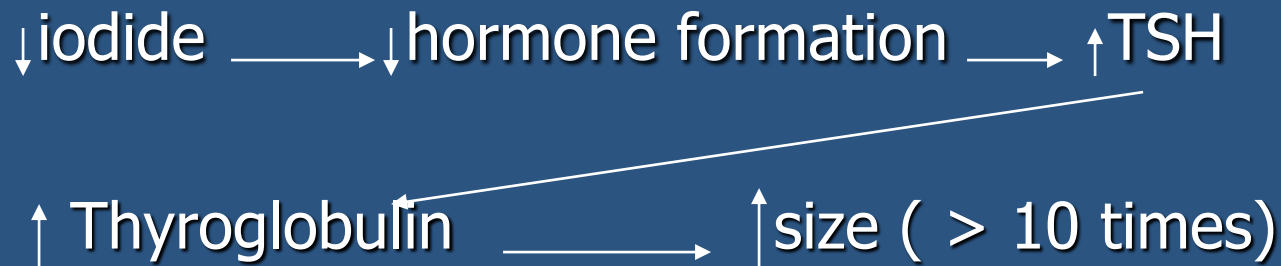 ↓iodide → ↓hormone formation → ↑TSH
↑ Thyroglobulin → ↑size ( > 10 times)